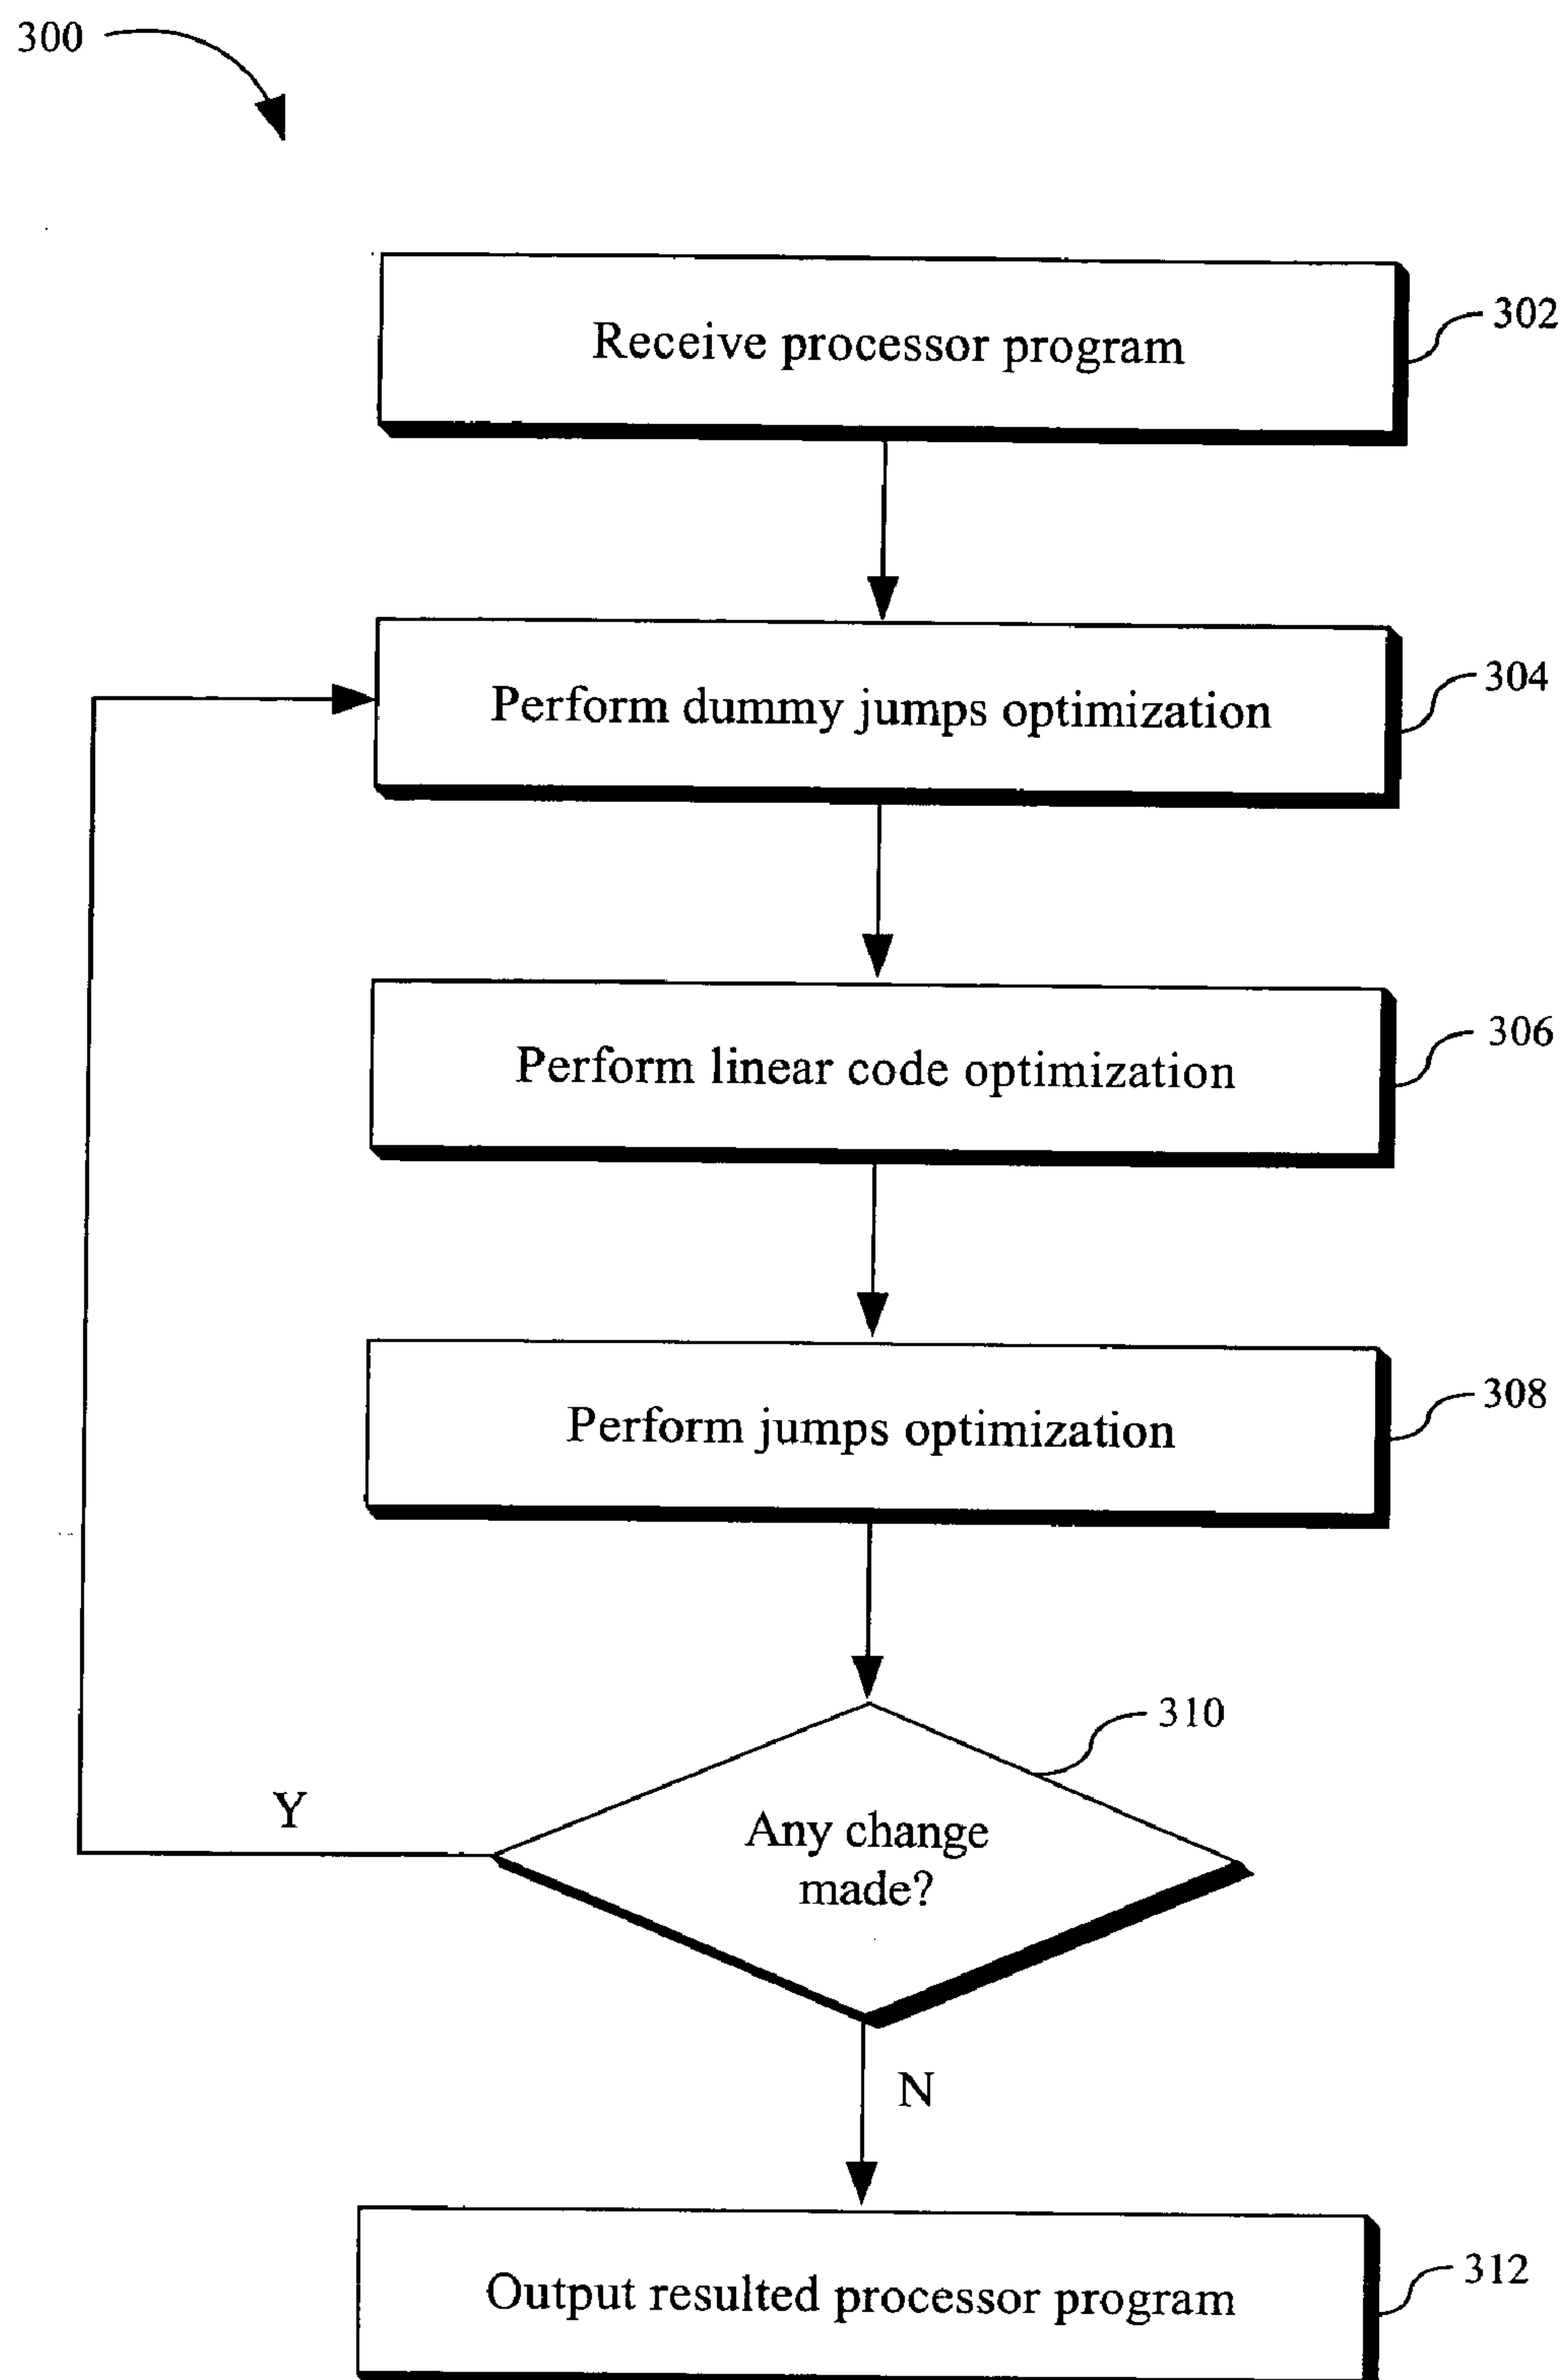 300
Receive processor program
302
Perform dummy jumps optimization
304
Perform linear code optimization
306
Perform jumps optimization
308
310
Any change
made?
Y
N
Output resulted processor program
312